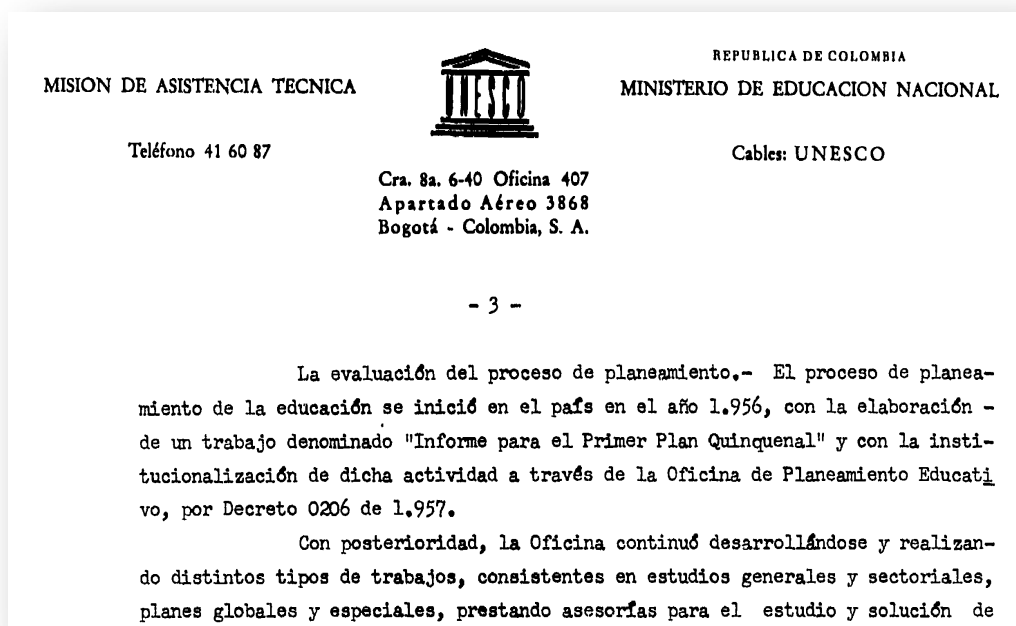 REPUBLICA DE COLOMBIA
MISION DE ASISTENCIA TECNICA
UNESCO
MINISTERIO DE EDUCACION NACIONAL
Teléfono 41 60 87
Cables: UNESCO
Cra. 8a. 6-40 Oficina 407
Apartado Aéreo 3868
Bogotá - Colombia, S. A.
- 3 -
La evaluación del proceso de planeamiento.- El proceso de planea-
miento de la educación se inició en el país en el año 1.956, con la elaboración -
de un trabajo denominado "Informe para el Primer Plan Quinquenal" y con la insti-
tucionalización de dicha actividad a través de la Oficina de Planeamiento Educati
vo, por Decreto 0206 de 1.957.
Con posterioridad, la Oficina continuó desarrollándose y realizan-
do distintos tipos de trabajos, consistentes en estudios generales y sectoriales,
planes globales y especiales, prestando asesorías para el estudio y solución de